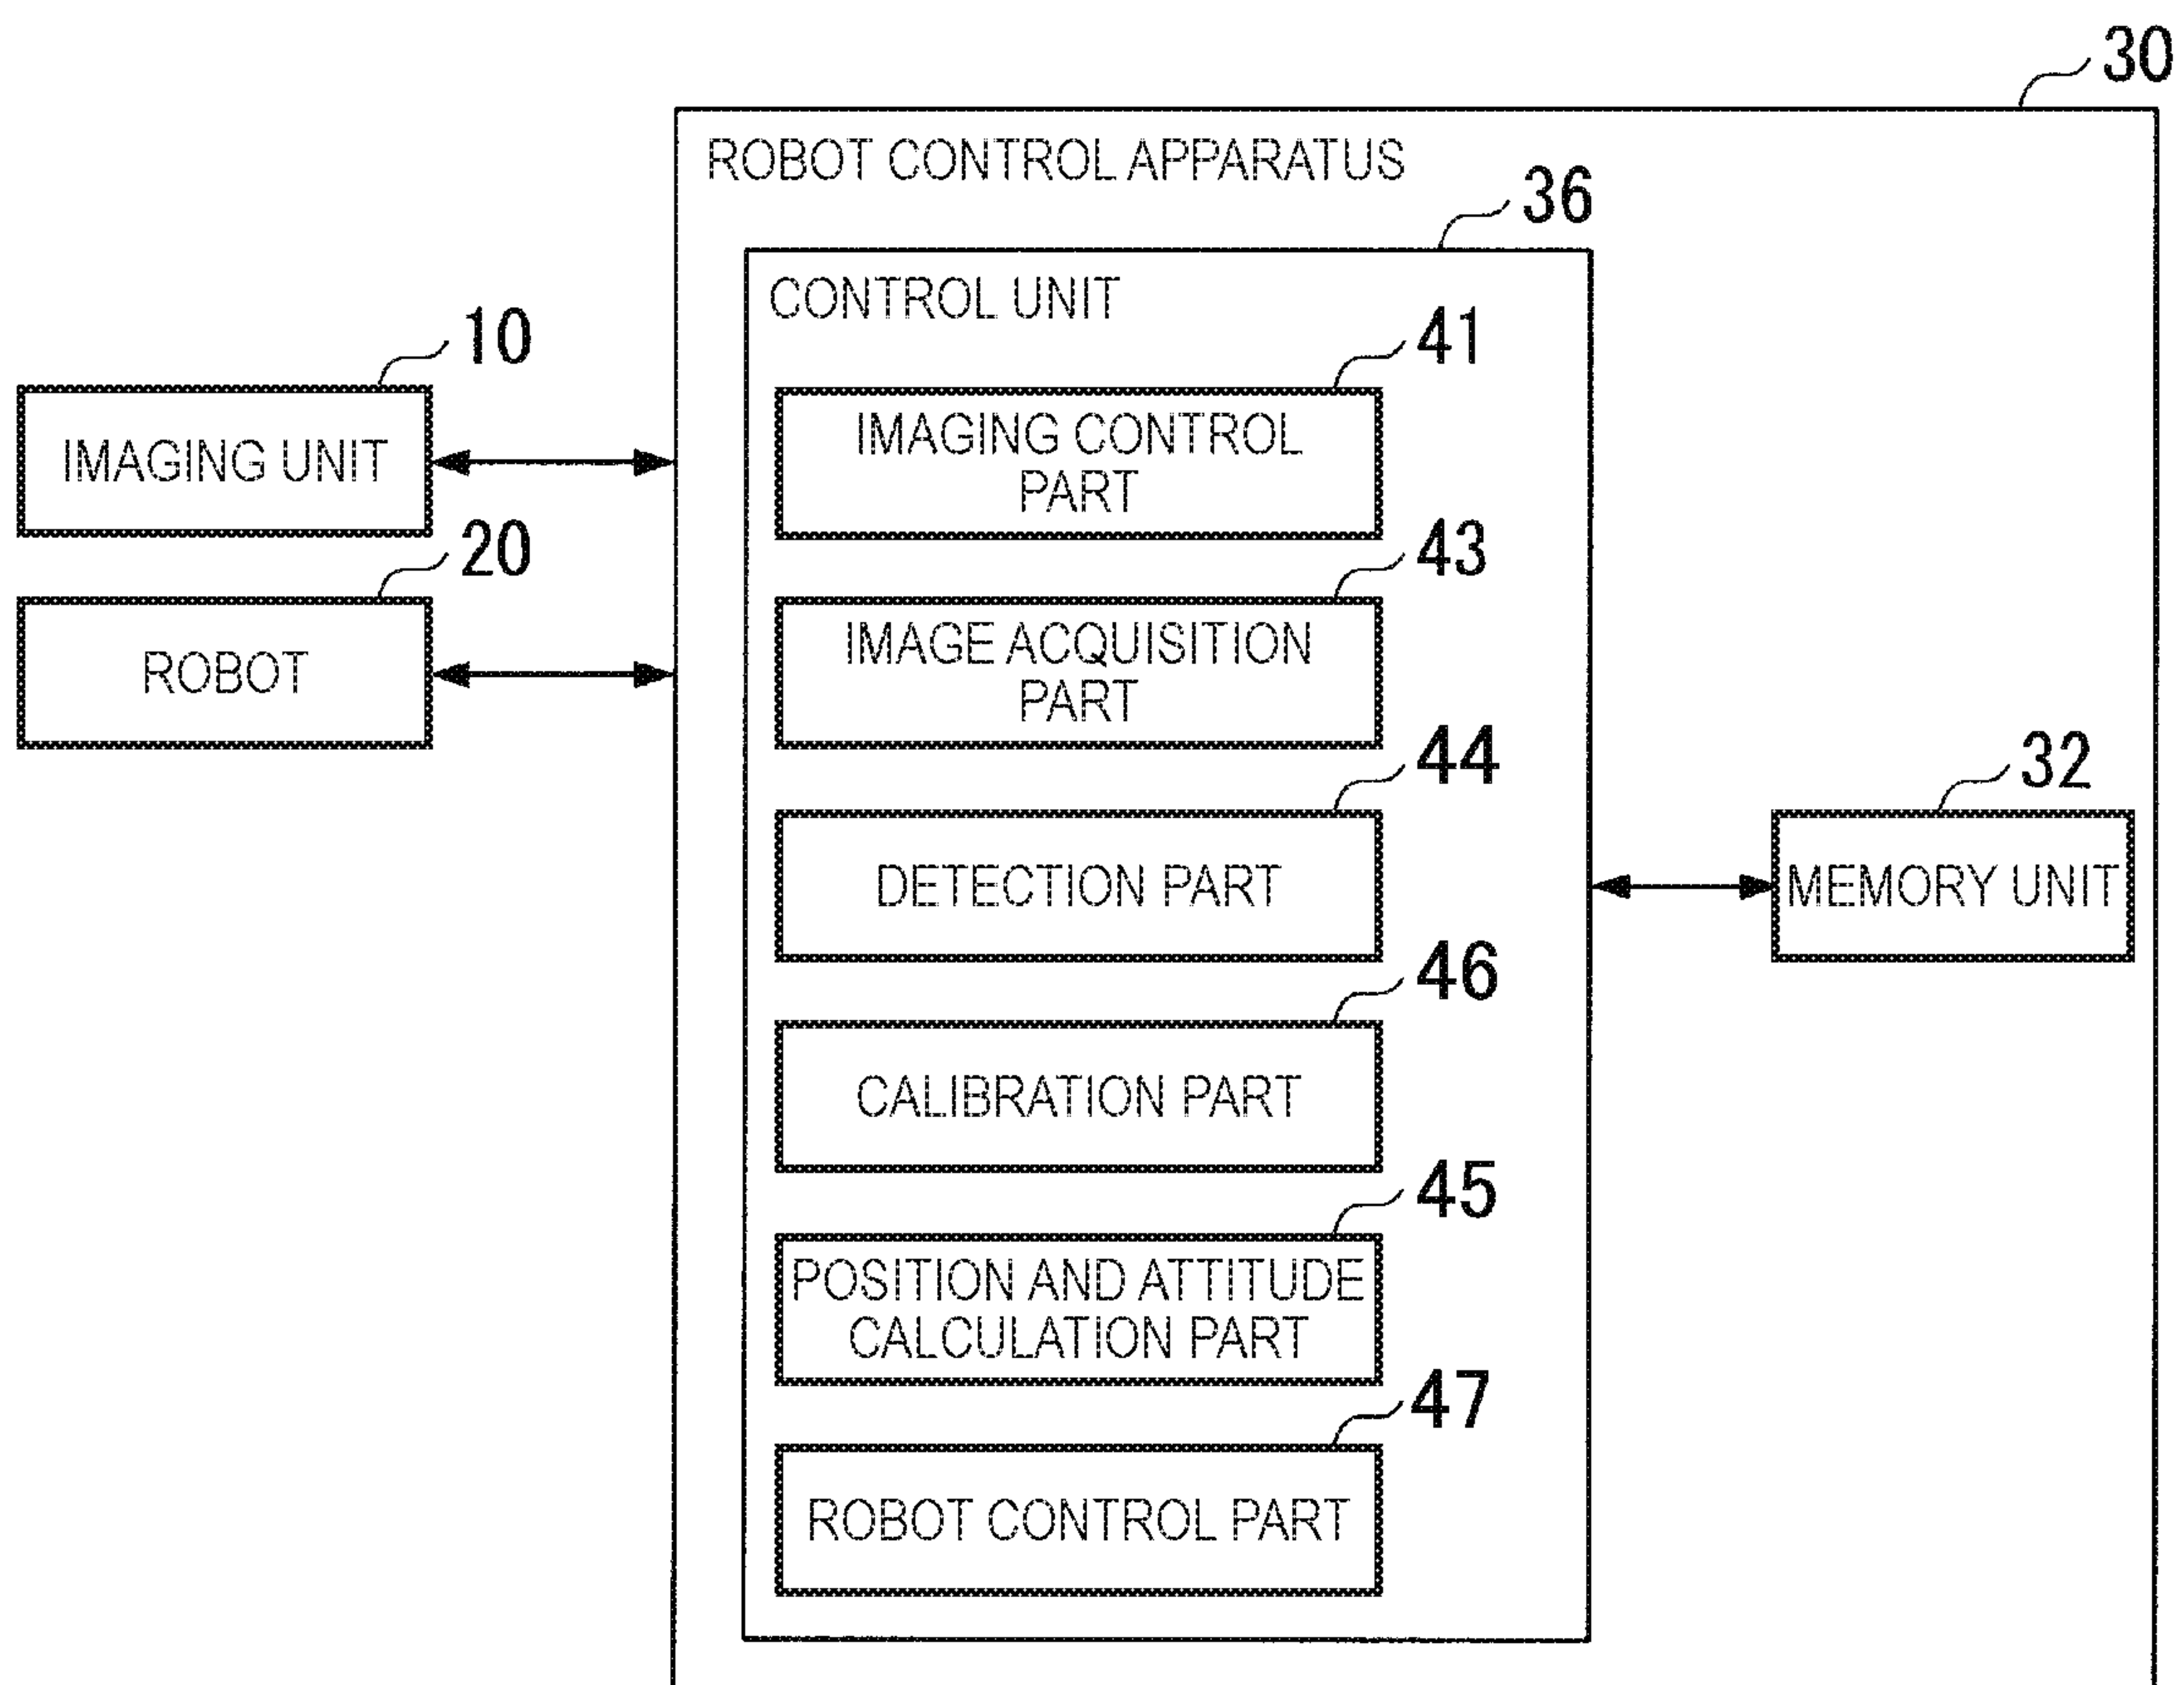 30
ROBOT CONTROL APPARATUS
36
CONTROL UNIT
10
IMAGING UNIT
20
ROBOT
41
IMAGING CONTROL
PART
43
IMAGE ACQUISITION
PART
44
DETECTION PART
46
CALIBRATION PART
45
POSITION AND ATTITUDE
CALCULATION PART
47
ROBOT CONTROL PART
32
MEMORY UNIT